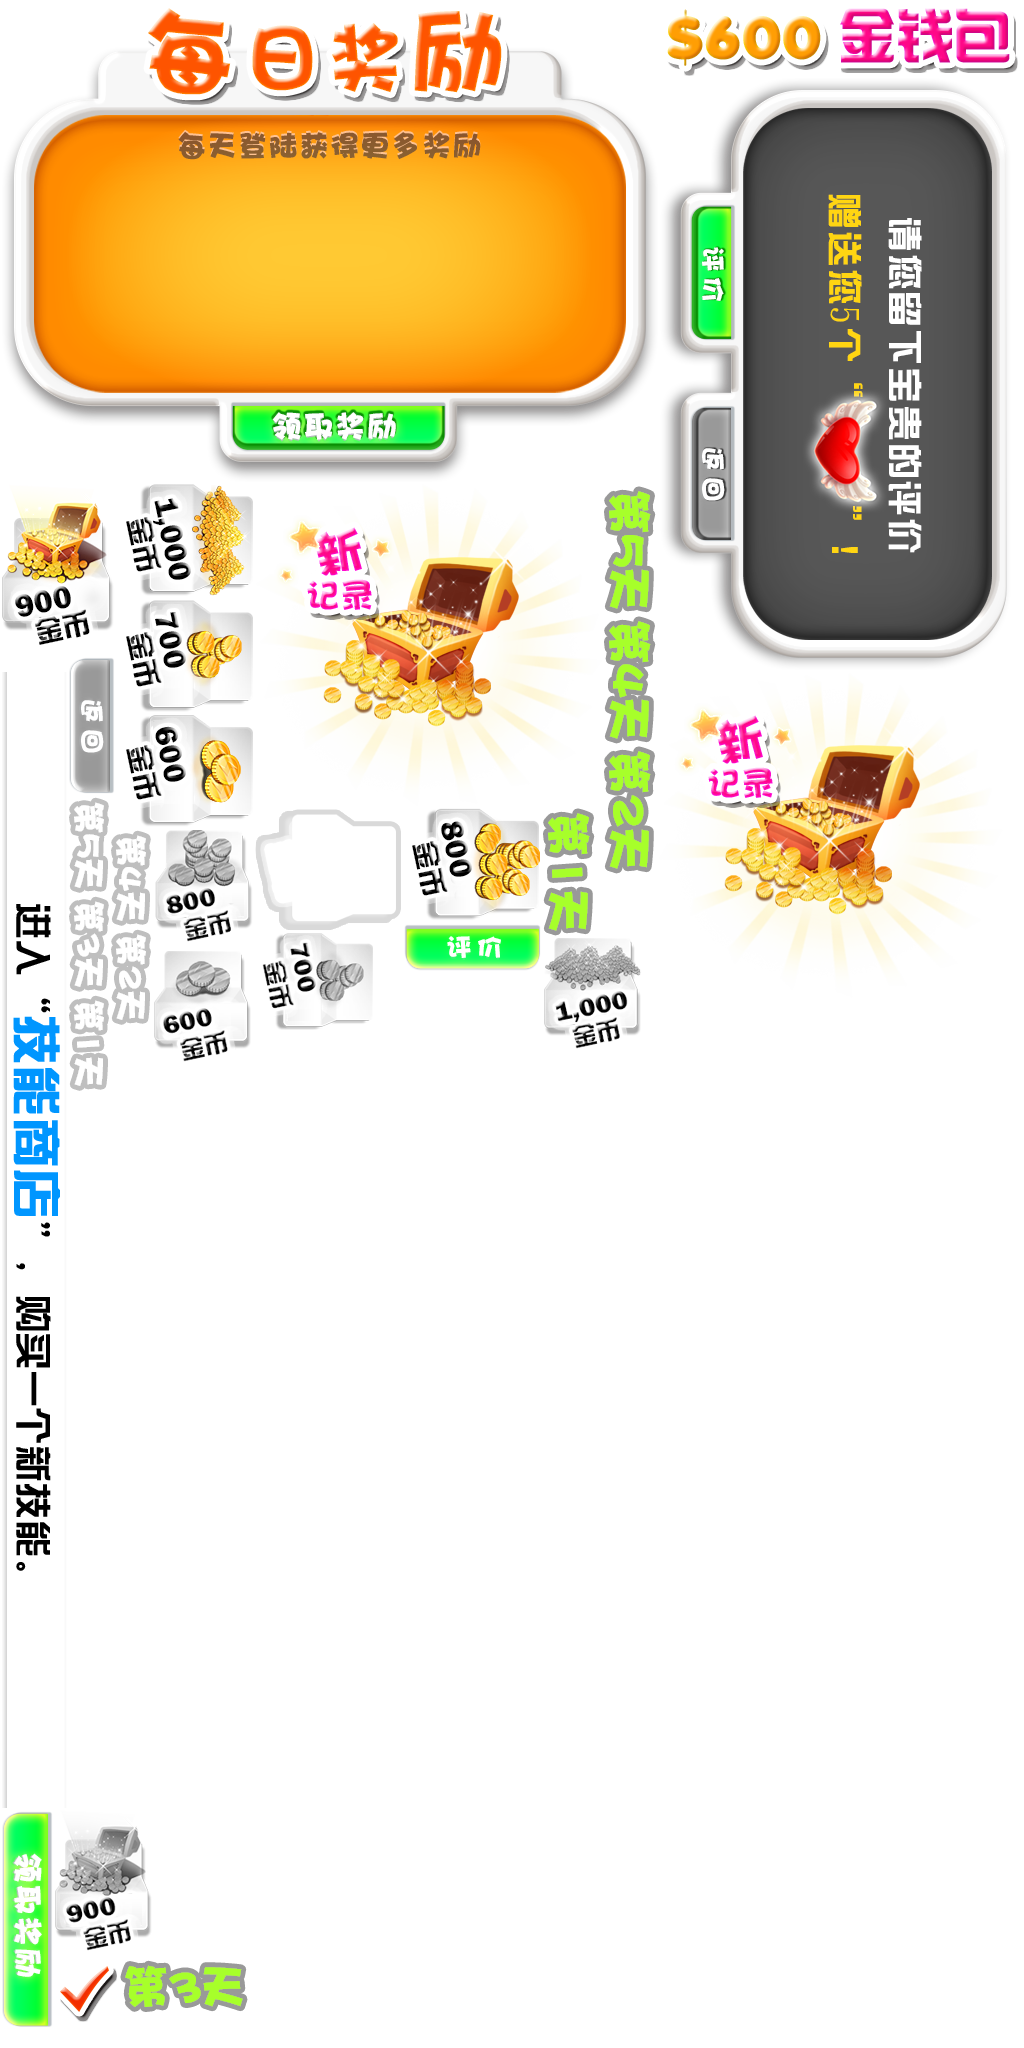 每日奖励
每天登陆获得更多奖励
领取奖励
$600 金钱包
请您留下宝贵的评价
赠送您5个“ ”！
评价
返回
900
金币
1,000
金币
700
金币
600
金币
新
记录
第5天 第4天 第2天
新
记录
返回
第5天 第3天 第1天
第4天 第2天
800
金币
600
金币
700
金币
800
金币
第1天
评价
1,000
金币
进入“技能商店”，购买一个新技能。
领取奖励
900
金币
第3天